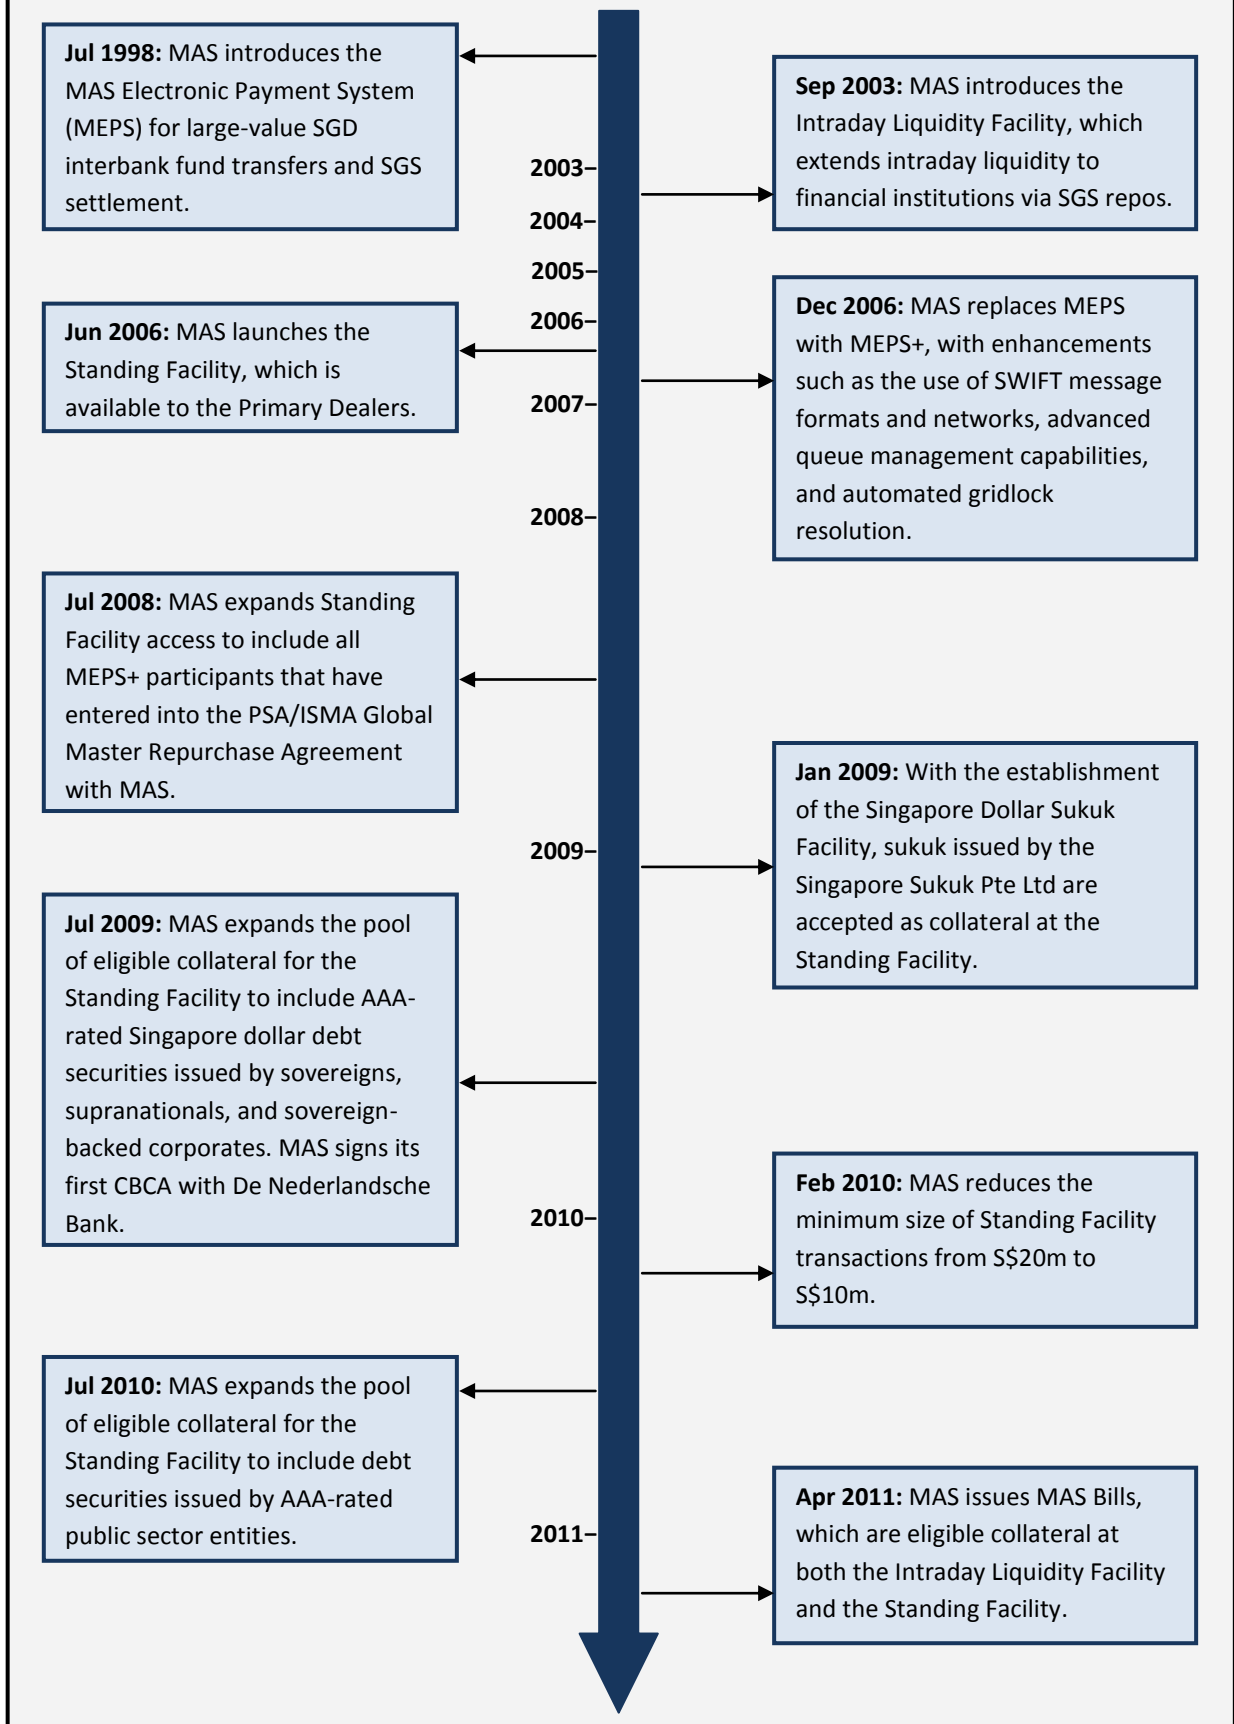 Jul 1998: MAS introduces the
MAS Electronic Payment System
(MEPS) for large-value SGD
interbank fund transfers and SGS
settlement.
Sep 2003: MAS introduces the
Intraday Liquidity Facility, which
extends intraday liquidity to
financial institutions via SGS repos.
2003
2004
2005
2006
Jun 2006: MAS launches the
Standing Facility, which is
available to the Primary Dealers.
Dec 2006: MAS replaces MEPS
with MEPS+, with enhancements
such as the use of SWIFT message
formats and networks, advanced
queue management capabilities,
and automated gridlock
resolution.
2007
2008
Jul 2008: MAS expands Standing
Facility access to include all
MEPS+ participants that have
entered into the PSA/ISMA Global
Master Repurchase Agreement
with MAS.
Jan 2009: With the establishment
of the Singapore Dollar Sukuk
Facility, sukuk issued by the
Singapore Sukuk Pte Ltd are
accepted as collateral at the
Standing Facility.
2009
Jul 2009: MAS expands the pool
of eligible collateral for the
Standing Facility to include AAA-
rated Singapore dollar debt
securities issued by sovereigns,
supranationals, and sovereign-
backed corporates. MAS signs its
first CBCA with De Nederlandsche
Bank.
2010
Feb 2010: MAS reduces the
minimum size of Standing Facility
transactions from S$20m to
S$10m.
Jul 2010: MAS expands the pool
of eligible collateral for the
Standing Facility to include debt
securities issued by AAA-rated
public sector entities.
2011
Apr 2011: MAS issues MAS Bills,
which are eligible collateral at
both the Intraday Liquidity Facility
and the Standing Facility.